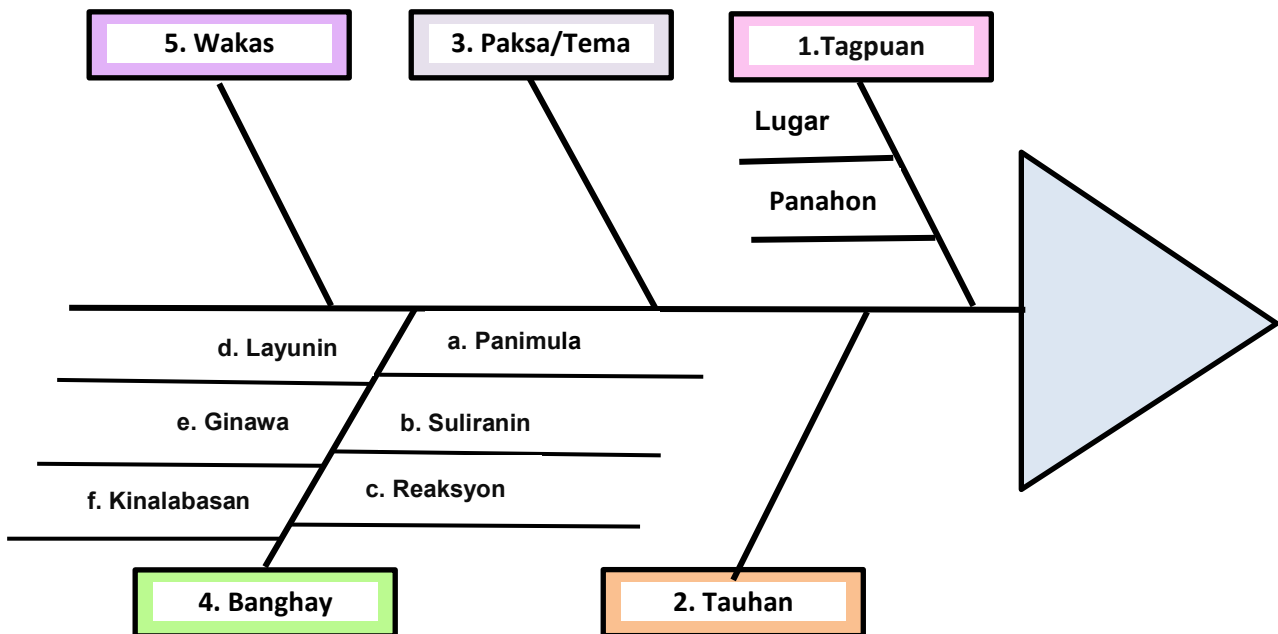 5. Wakas
3. Paksa/Tema
1.Tagpuan
Lugar
Panahon
d. Layunin
a. Panimula
e. Ginawa
b. Suliranin
f. Kinalabasan
c. Reaksyon
4. Banghay
2. Tauhan